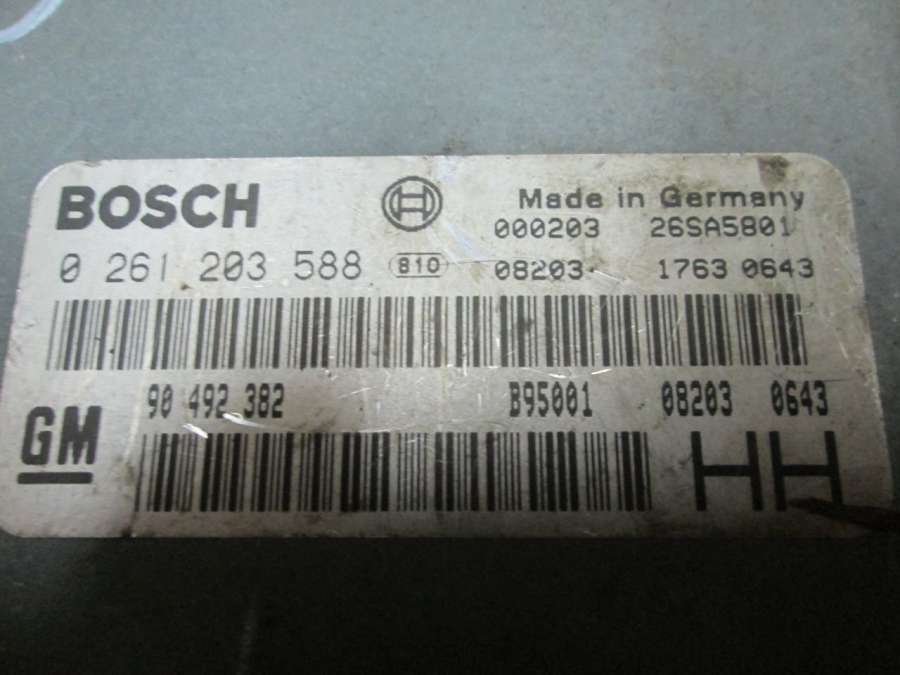 BOSCH Made in Germany
000203 26SA5801
0 261 203 588 810 08203 1763 0643
90 492 382 B95001 08203 0643
GM HH